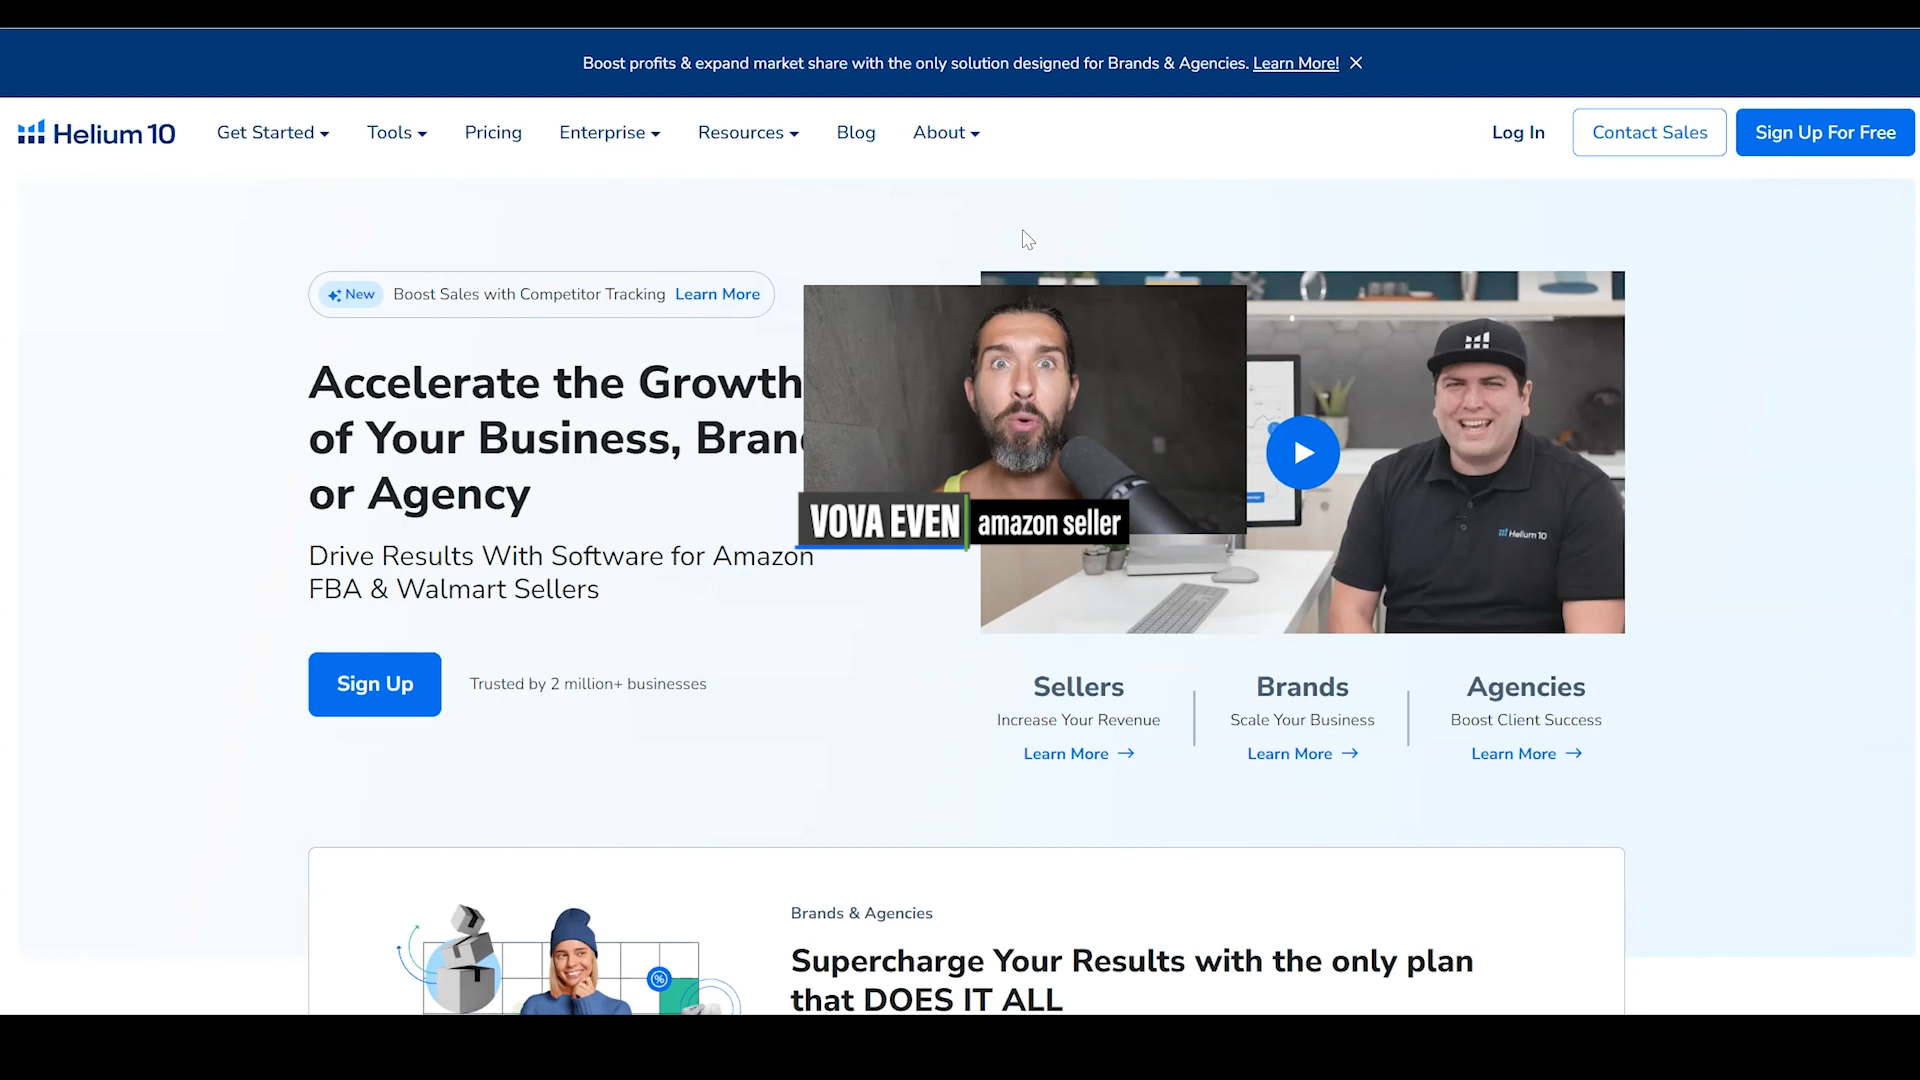 Boost profits & expand market share with the only solution designed for Brands & Agencies. Learn More!
Helium 10
Get Started
Tools
Pricing
Enterprise
Resources
Blog
About
Log In
Contact Sales
Sign Up For Free
New
Boost Sales with Competitor Tracking
Learn More
Accelerate the Growth
of Your Business, Bran
or Agency
Drive Results With Software for Amazon
FBA & Walmart Sellers
Sign Up
Trusted by 2 million+ businesses
VOVA EVEN
amazon seller
Helium 10
Sellers
Increase Your Revenue
Learn More
Brands
Scale Your Business
Learn More
Agencies
Boost Client Success
Learn More
Brands & Agencies
Supercharge Your Results with the only plan
that DOES IT ALL
%